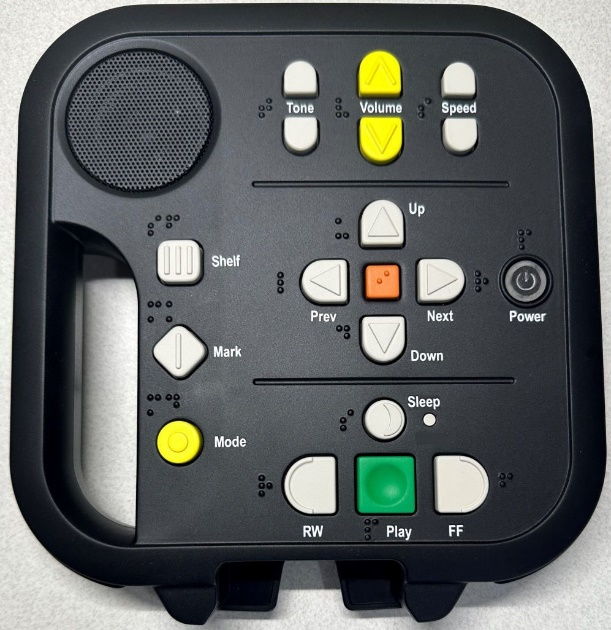 Tone
Volume
Speed
Up
Shelf
Prev
Next
Power
Mark
Down
Sleep
Mode
RW
Play
FF